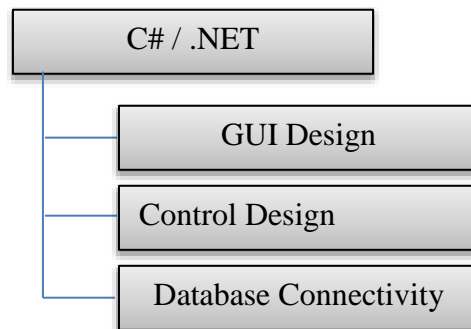 C# / .NET
GUI Design
Control Design
Database Connectivity